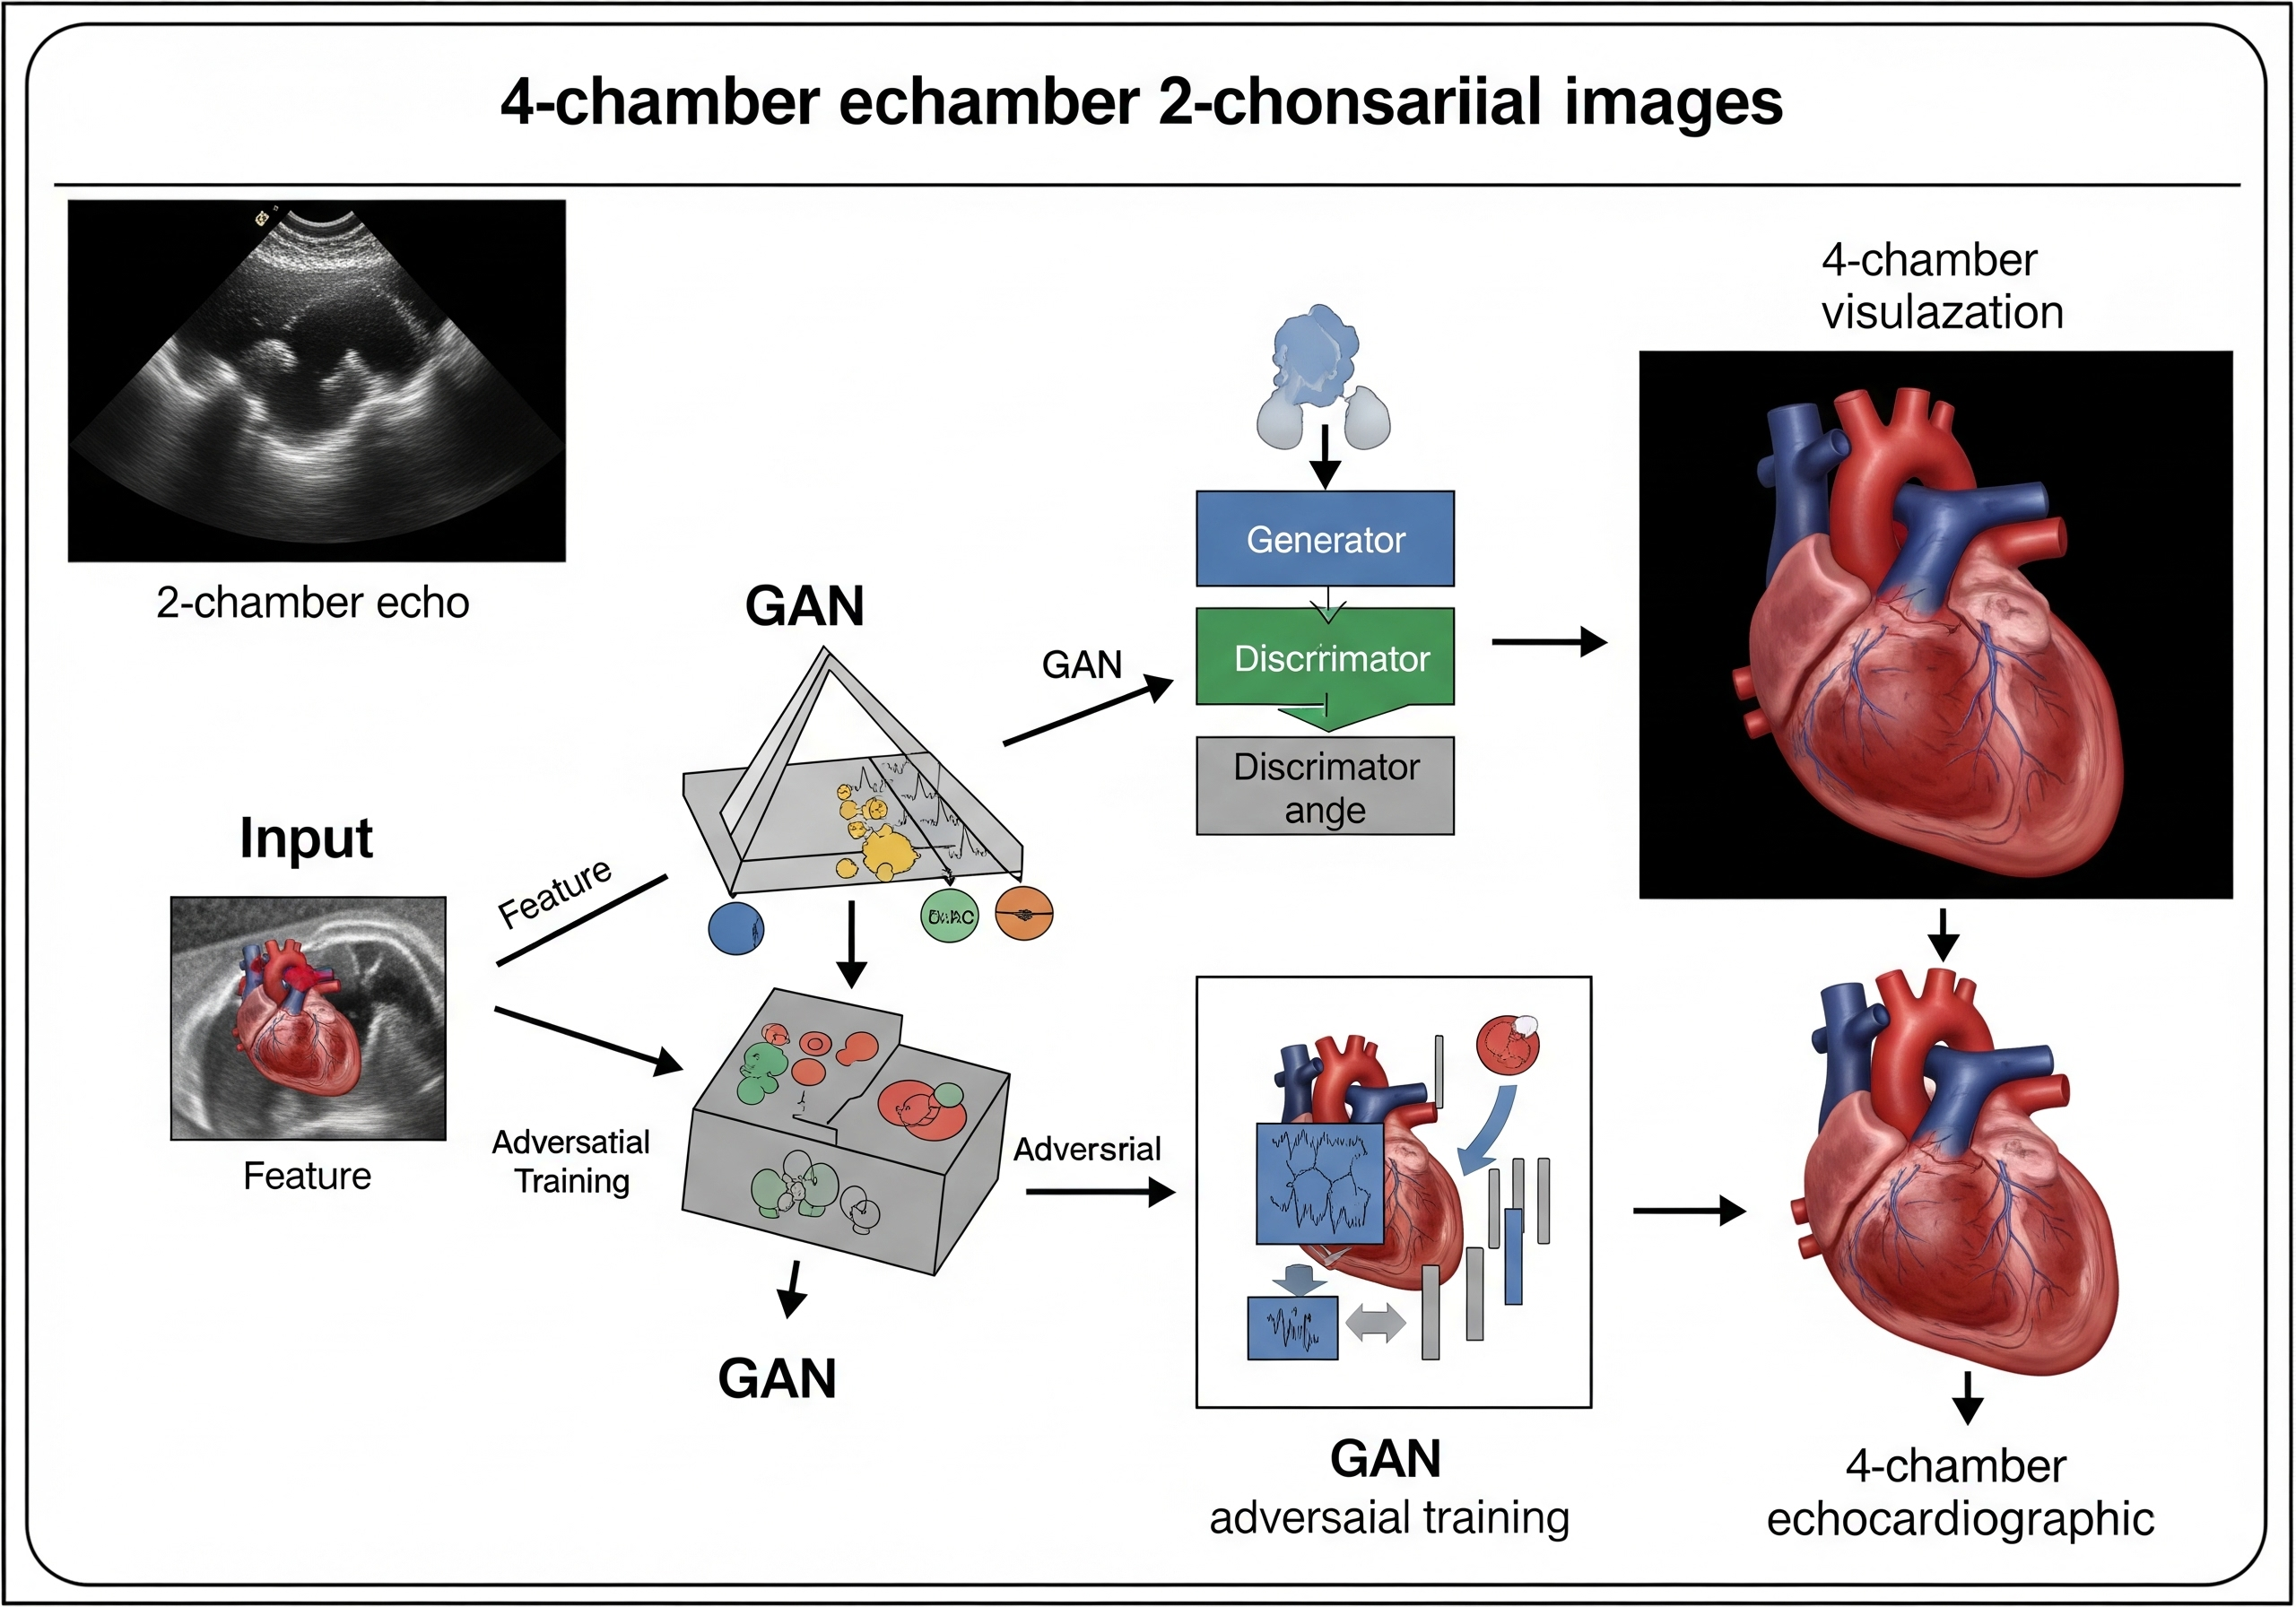 4-chamber echamber 2-chonsariial images
2-chamber echo
4-chamber
visulazation
Generator
Discrrimator
Discrimator
ange
GAN
GAN
Input
Feature
Feature
Adversatial
Training
Adversrial
GAN
GAN
adversaial training
4-chamber
echocardiographic